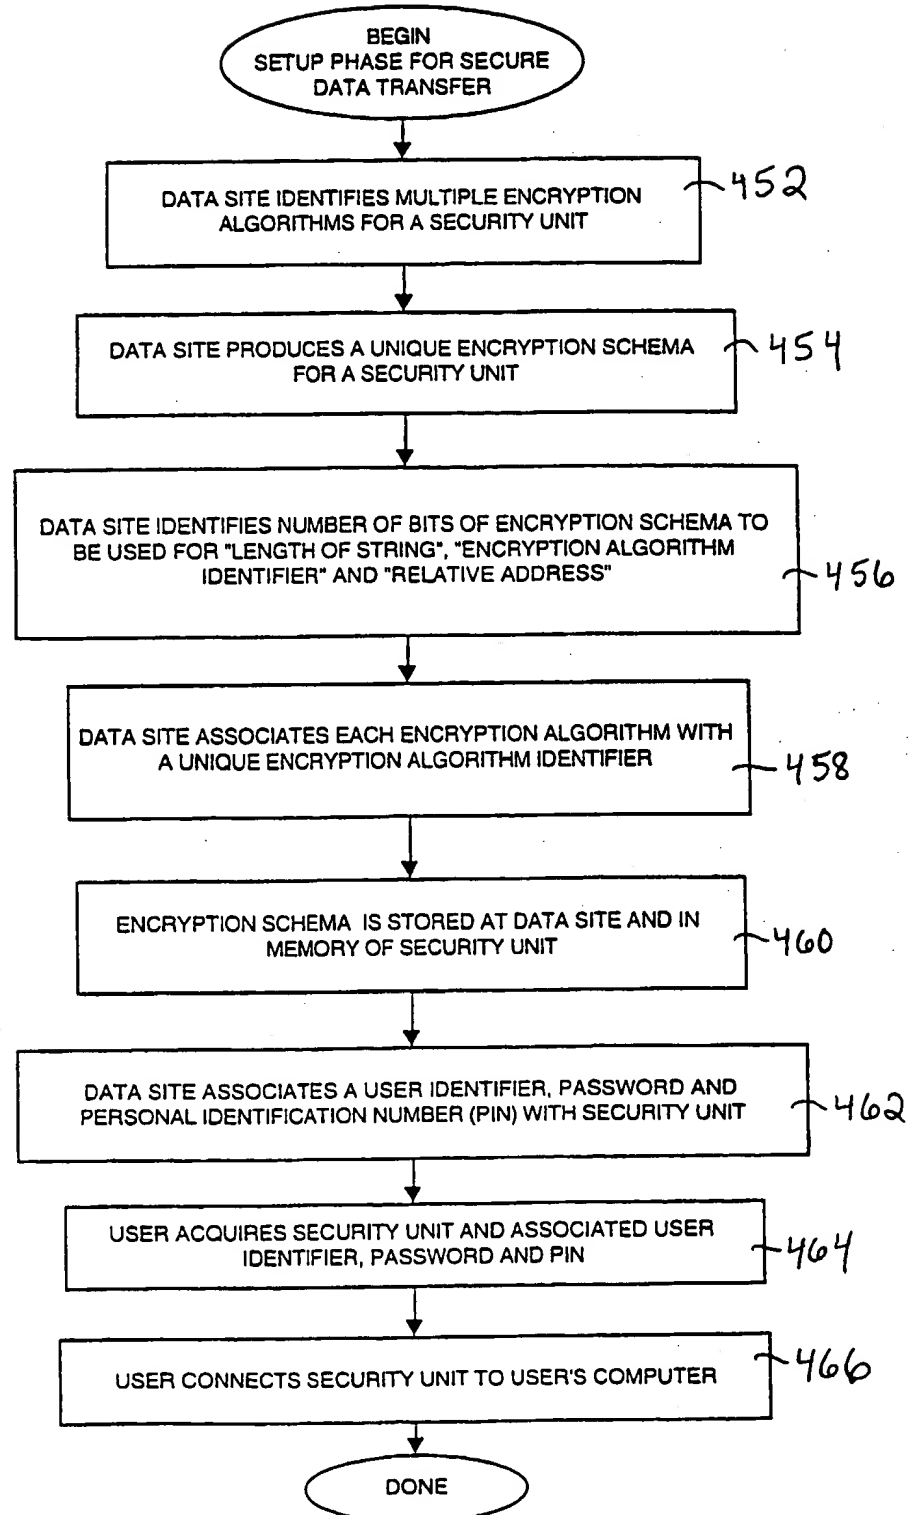 BEGIN
SETUP PHASE FOR SECURE
DATA TRANSFER
DATA SITE IDENTIFIES MULTIPLE ENCRYPTION
ALGORITHMS FOR A SECURITY UNIT
452
DATA SITE PRODUCES A UNIQUE ENCRYPTION SCHEMA
FOR A SECURITY UNIT
454
DATA SITE IDENTIFIES NUMBER OF BITS OF ENCRYPTION SCHEMA TO
BE USED FOR "LENGTH OF STRING", "ENCRYPTION ALGORITHM
IDENTIFIER" AND "RELATIVE ADDRESS"
456
DATA SITE ASSOCIATES EACH ENCRYPTION ALGORITHM WITH
A UNIQUE ENCRYPTION ALGORITHM IDENTIFIER
458
ENCRYPTION SCHEMA IS STORED AT DATA SITE AND IN
MEMORY OF SECURITY UNIT
460
DATA SITE ASSOCIATES A USER IDENTIFIER, PASSWORD AND
PERSONAL IDENTIFICATION NUMBER (PIN) WITH SECURITY UNIT
462
USER ACQUIRES SECURITY UNIT AND ASSOCIATED USER
IDENTIFIER, PASSWORD AND PIN
464
USER CONNECTS SECURITY UNIT TO USER'S COMPUTER
466
DONE